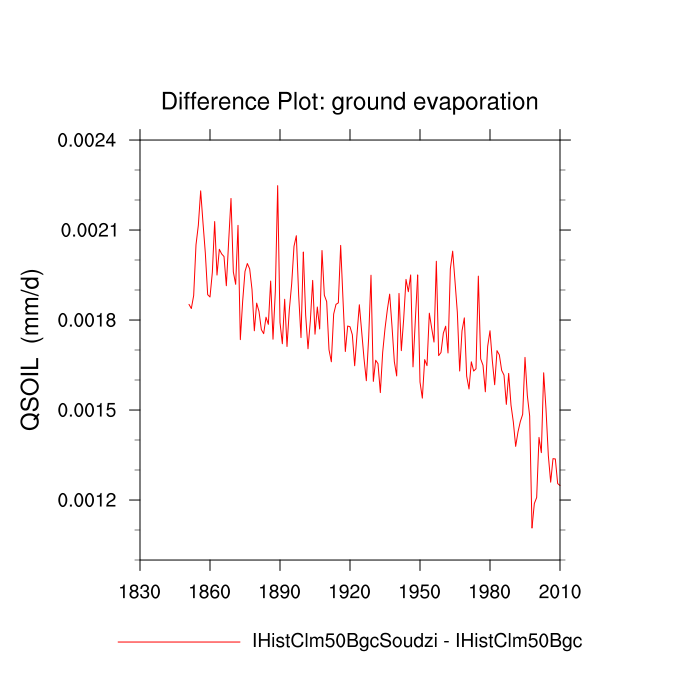 Difference Plot: ground evaporation
QSOIL (mm/d)
0.0024
0.0021
0.0018
0.0015
0.0012
1830 1860 1890 1920 1950 1980 2010
IHistClm50BgcSoudzi - IHistClm50Bgc